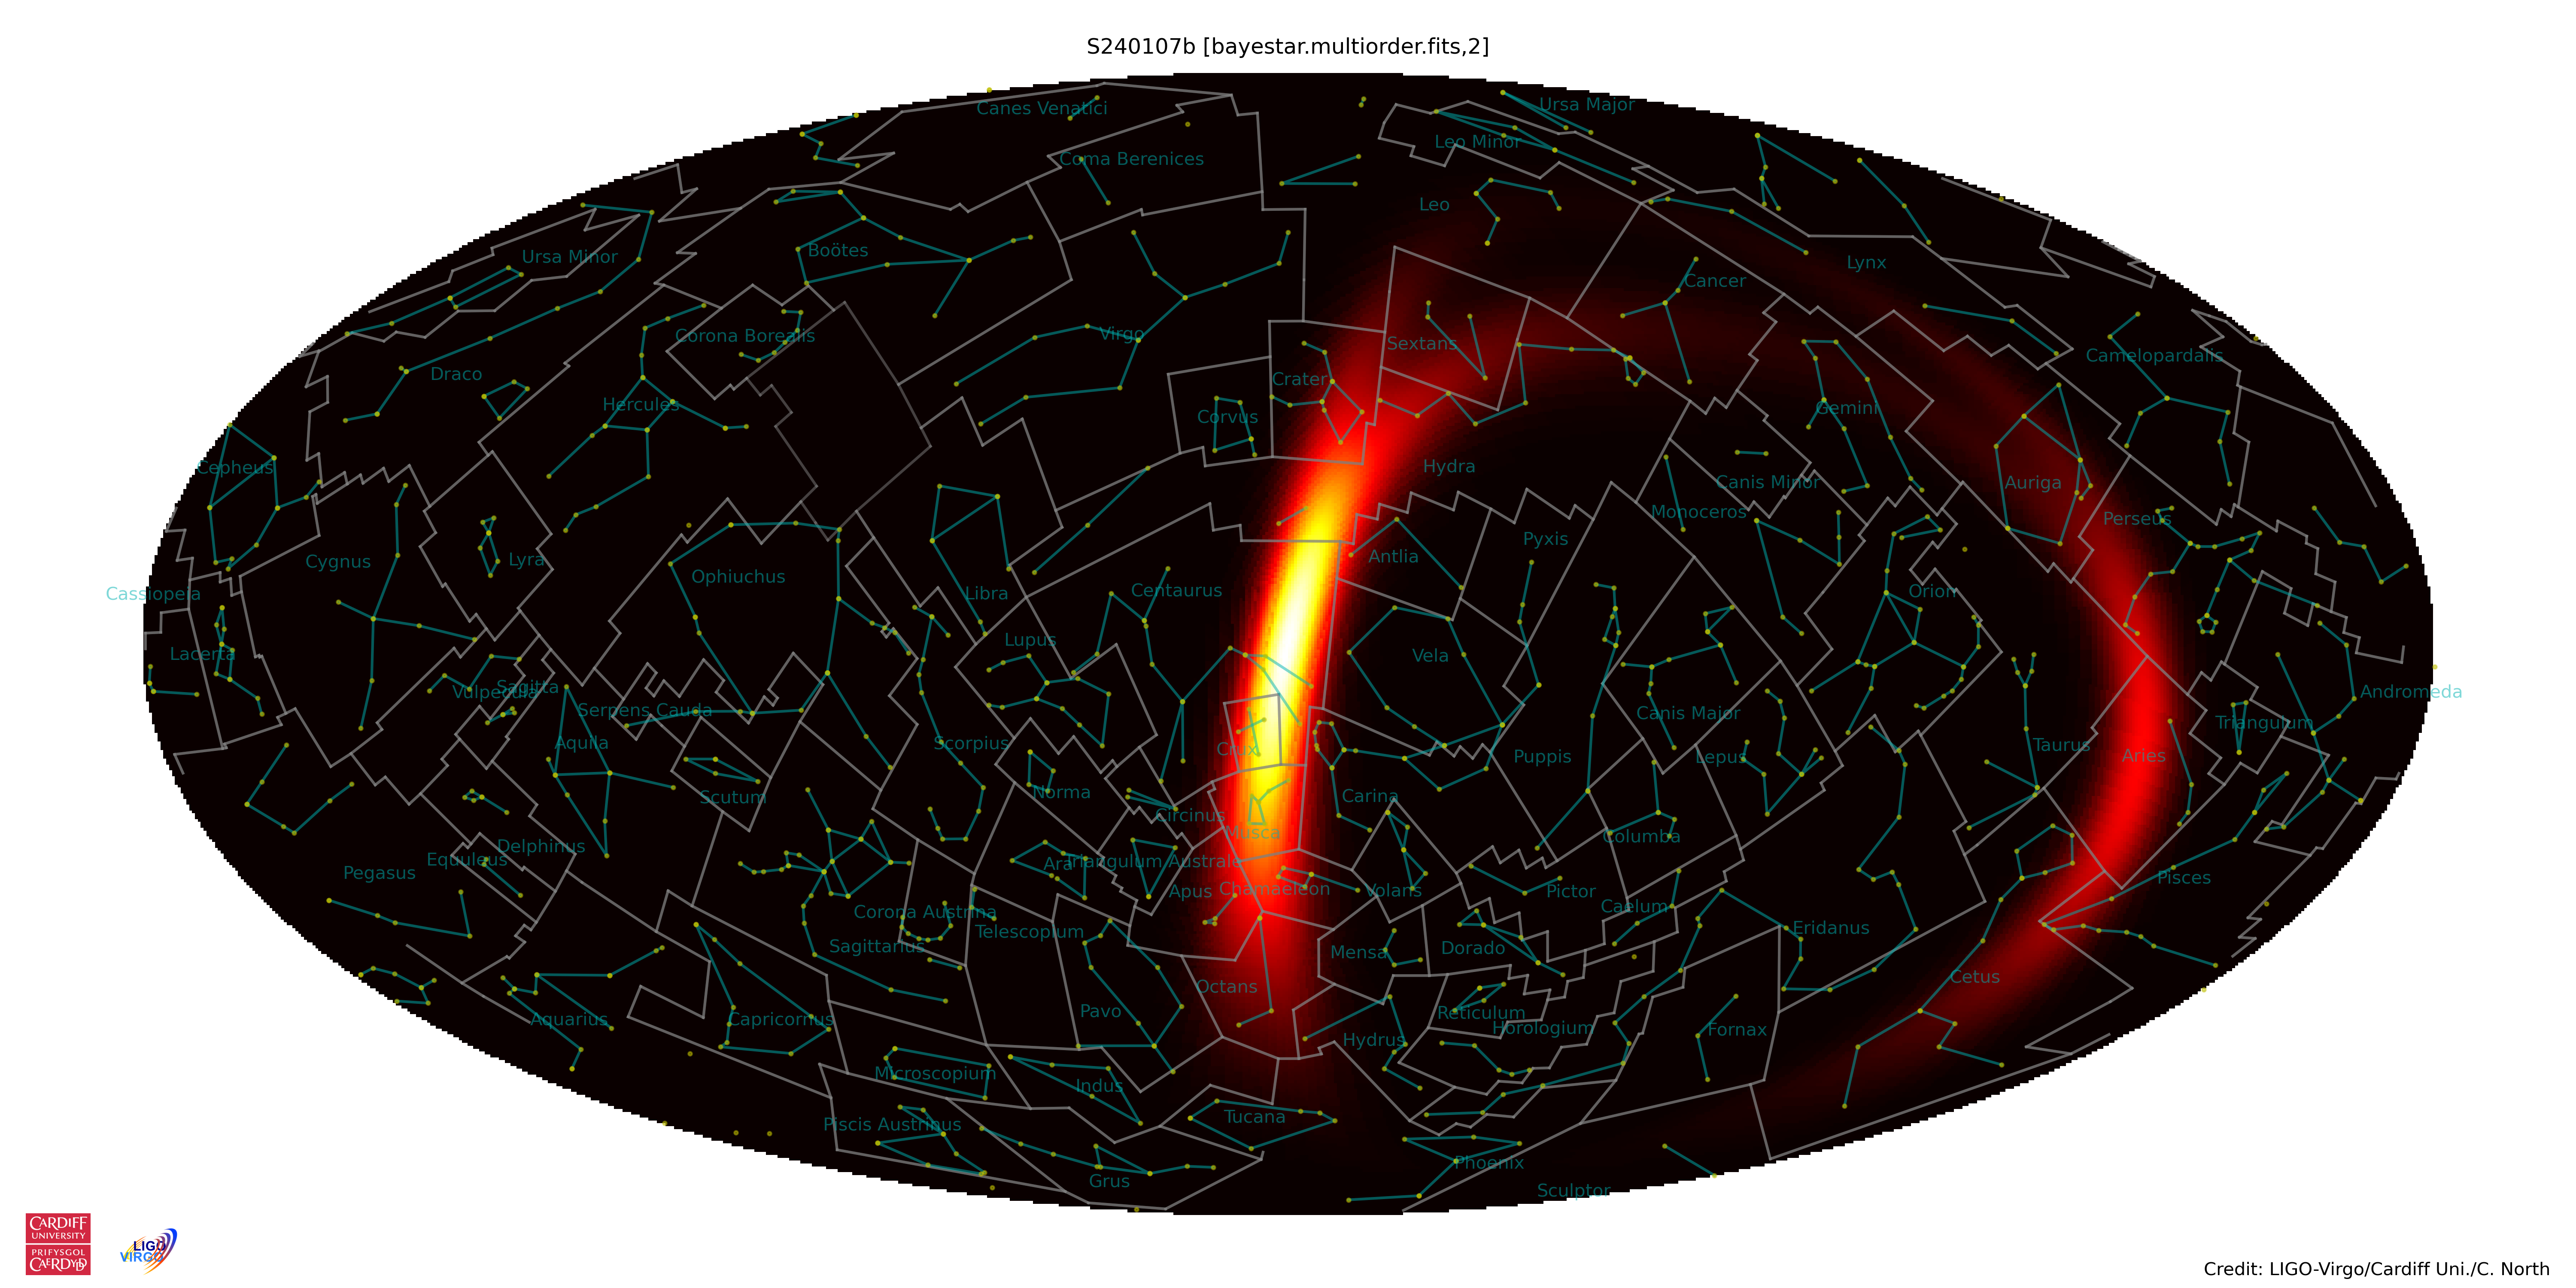 S240107b [bayestar.multiorder.fits,2]
Canes Venatici
Ursa Major
Leo Minor
Coma Berenices
Leo
Boötes
Ursa Minor
Lynx
Cancer
Corona Borealis
Virgo
Sextans
Camelopardalis
Draco
Crater
Hercules
Corvus
Gemini
Cepheus
Hydra
Canis Minor
Auriga
Monoceros
Perseus
Pyxis
Antlia
Cygnus
Lyra
Ophiuchus
Libra
Centaurus
Orion
Cassiopeia
Lupus
Lacerta
Vela
Vulpecula
Sagitta
Andromeda
Serpens Cauda
Canis Major
Triangulum
Aquila
Scorpius
Crux
Puppis
Lepus
Taurus
Aries
Scutum
Norma
Carina
Circinus
Musca
Columba
Delphinus
Equuleus
Pegasus
Ara
Triangulum Australe
Apus
Chamaeleon
Volans
Pictor
Pisces
Corona Austrina
Caelum
Telescopium
Eridanus
Sagittarius
Mensa
Dorado
Cetus
Octans
Aquarius
Capricornus
Pavo
Reticulum
Horologium
Fornax
Hydrus
Microscopium
Indus
Tucana
Piscis Austrinus
Phoenix
Grus
Sculptor
CARDIFF
UNIVERSITY
PRIFYSGOL
CAERDYDD
LIGO
VIRGO
Credit: LIGO-Virgo/Cardiff Uni./C. North